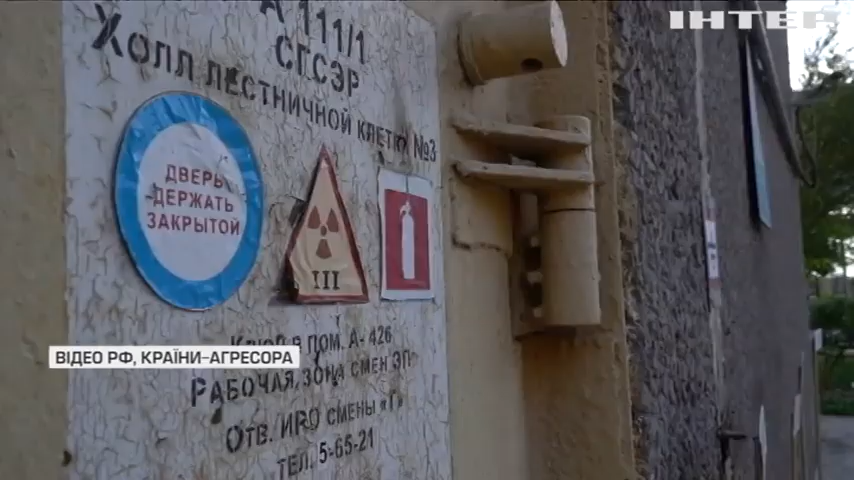 ІНТЕР
А 111/1
СГСЭР
ХОЛЛ ЛЕСТНИЧНОЙ КЛЕТКИ №3
ДВЕРЬ
ДЕРЖАТЬ
ЗАКРЫТОЙ
III
В ПОМ. А-426
ВІДЕО РФ, КРАЇНИ-АГРЕСОРА
РАБОЧАЯ ЗОНА СМЕН ЭП
ОТВ. ИРО СМЕНЫ «Г»
ТЕЛ. 5-65-21